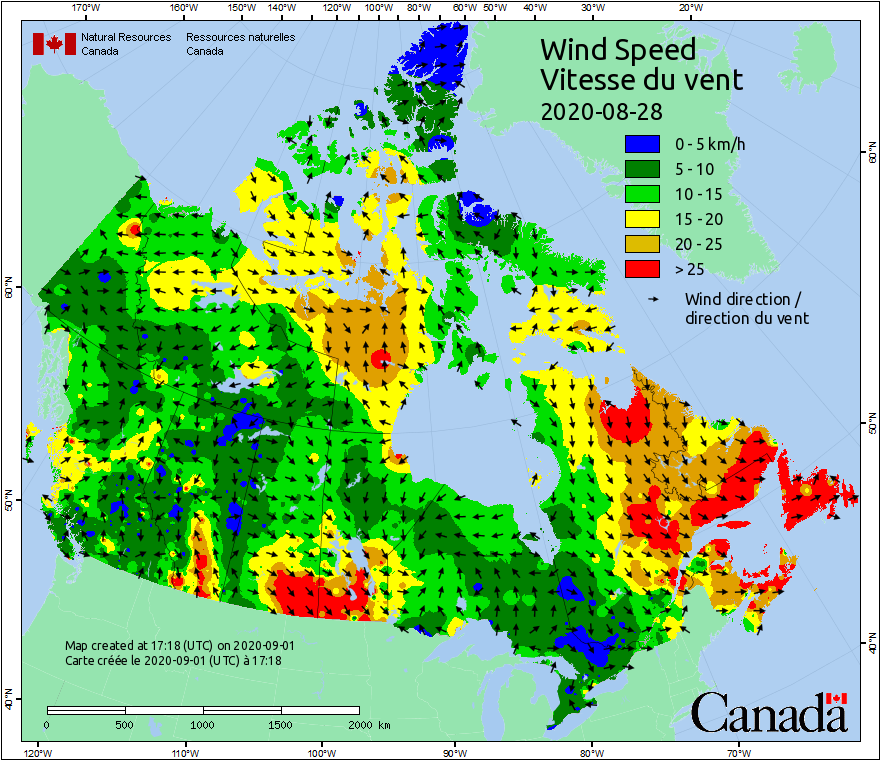 170°W 160°W 150°W 140°W 130°W 120°W 110°W 100°W 90°W 80°W 70°W 60°W 50°W 40°W 30°W 20°W
Natural Resources Canada
Ressources naturelles Canada
Wind Speed
Vitesse du vent
2020-08-28
0 - 5 km/h
5 - 10
10 - 15
15 - 20
20 - 25
> 25
Wind direction /
direction du vent
60°N
60°N
50°N
50°N
40°N
40°N
Map created at 17:18 (UTC) on 2020-09-01
Carte créée le 2020-09-01 (UTC) à 17:18
0 500 1000 1500 2000 km
Canada
120°W 110°W 100°W 90°W 80°W 70°W